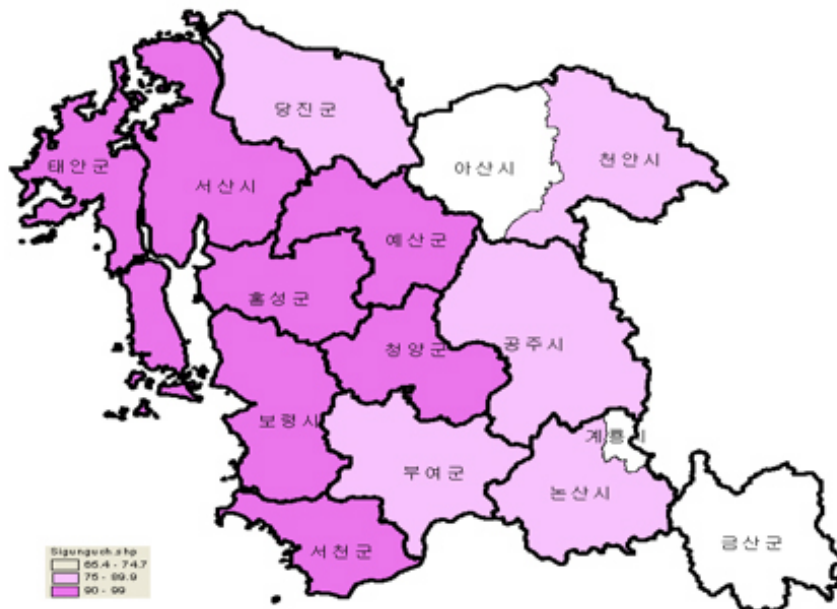 당진군
아산시
천안시
태안군
서산시
예산군
홍성군
청양군
공주시
보령시
계룡시
부여군
논산시
서천군
금산군
Sigunguch.shp
65.4 - 74.7
75 - 89.9
90 - 99